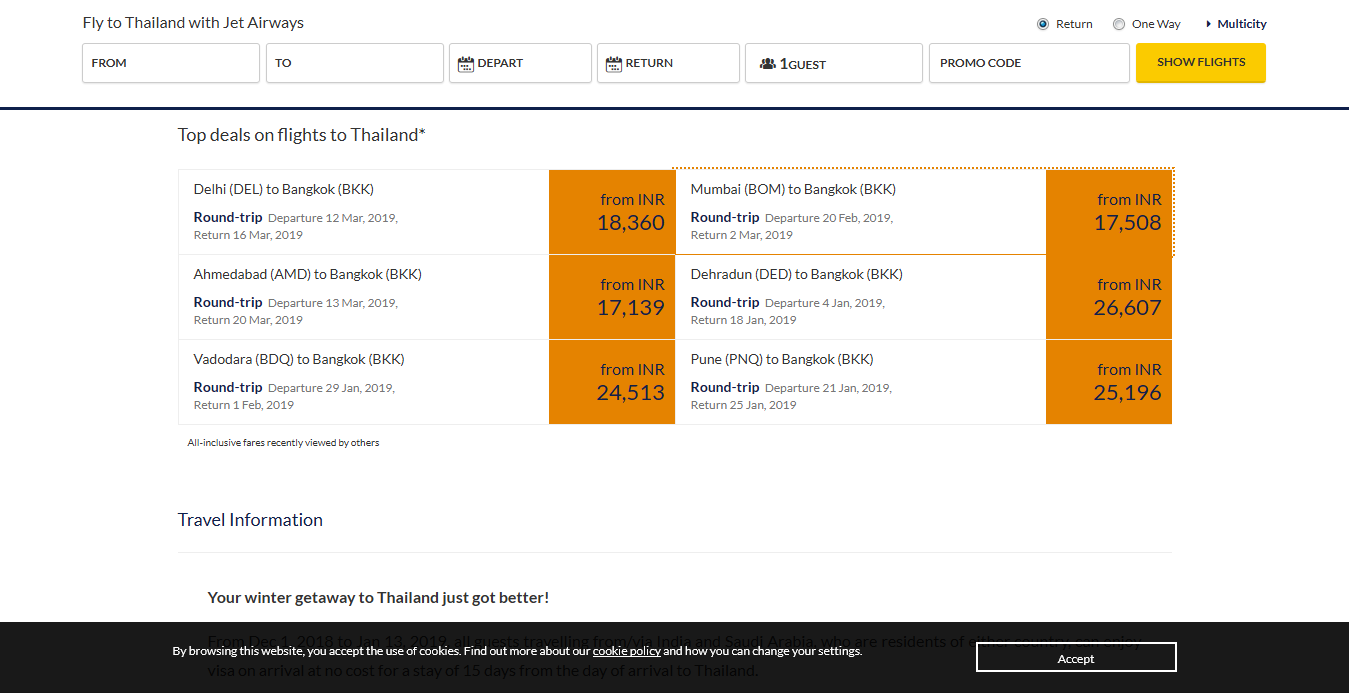 Fly to Thailand with Jet Airways
Return One Way Multicity
FROM TO DEPART RETURN 1GUEST PROMO CODE SHOW FLIGHTS
Top deals on flights to Thailand*
Delhi (DEL) to Bangkok (BKK)
Round-trip Departure 12 Mar, 2019,
Return 16 Mar, 2019
from INR
18,360
Mumbai (BOM) to Bangkok (BKK)
Round-trip Departure 20 Feb, 2019,
Return 2 Mar, 2019
from INR
17,508
Ahmedabad (AMD) to Bangkok (BKK)
Round-trip Departure 13 Mar, 2019,
Return 20 Mar, 2019
from INR
17,139
Dehradun (DED) to Bangkok (BKK)
Round-trip Departure 4 Jan, 2019,
Return 18 Jan, 2019
from INR
26,607
Vadodara (BDQ) to Bangkok (BKK)
Round-trip Departure 29 Jan, 2019,
Return 1 Feb, 2019
from INR
24,513
Pune (PNQ) to Bangkok (BKK)
Round-trip Departure 21 Jan, 2019,
Return 25 Jan, 2019
from INR
25,196
All-inclusive fares recently viewed by others
Travel Information
Your winter getaway to Thailand just got better!
From Dec 1, 2018 to Jan 13, 2019, all guests travelling from/via India and Saudi Arabia, who are residents of either country, can enjoy
By browsing this website, you accept the use of cookies. Find out more about our cookie policy and how you can change your settings.
Accept
visa on arrival at no cost for a stay of 15 days from the day of arrival to Thailand.